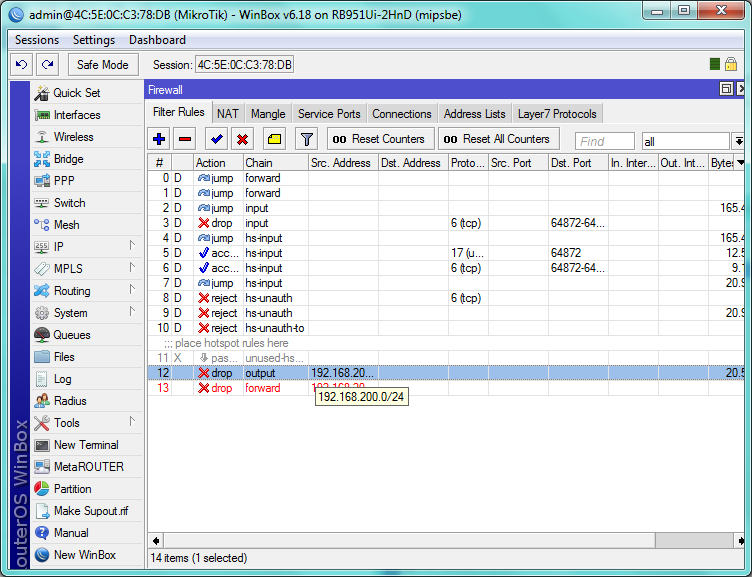 admin@4C:5E:0C:C3:78:DB (MikroTik) - WinBox v6.18 on RB951Ui-2HnD (mipsbe)
Sessions Settings Dashboard
Safe Mode Session: 4C:5E:0C:C3:78:DB
outerOS WinBox
Quick Set
Interfaces
Wireless
Bridge
PPP
Switch
Mesh
IP
MPLS
Routing
System
Queues
Files
Log
Radius
Tools
New Terminal
MetaROUTER
Partition
Make Supout.rif
Manual
New WinBox
Firewall
Filter Rules NAT Mangle Service Ports Connections Address Lists Layer7 Protocols
00 Reset Counters 00 Reset All Counters Find all
# Action Chain Src. Address Dst. Address Proto... Src. Port Dst. Port In. Inter... Out. Int... Bytes
0 D jump forward
1 D jump forward
2 D jump input 165.4
3 D drop input 6 (tcp) 64872-64...
4 D jump hs-input 165.4
5 D acc... hs-input 17 (u... 64872 12.5
6 D acc... hs-input 6 (tcp) 64872-64... 9.1
7 D jump hs-input 20.9
8 D reject hs-unauth 6 (tcp)
9 D reject hs-unauth 20.9
10 D reject hs-unauth-to
;;; place hotspot rules here
11 X pas... unused-hs...
12 drop output 192.168.20... 20.5
13 drop forward 192.168.20...
192.168.200.0/24
14 items (1 selected)